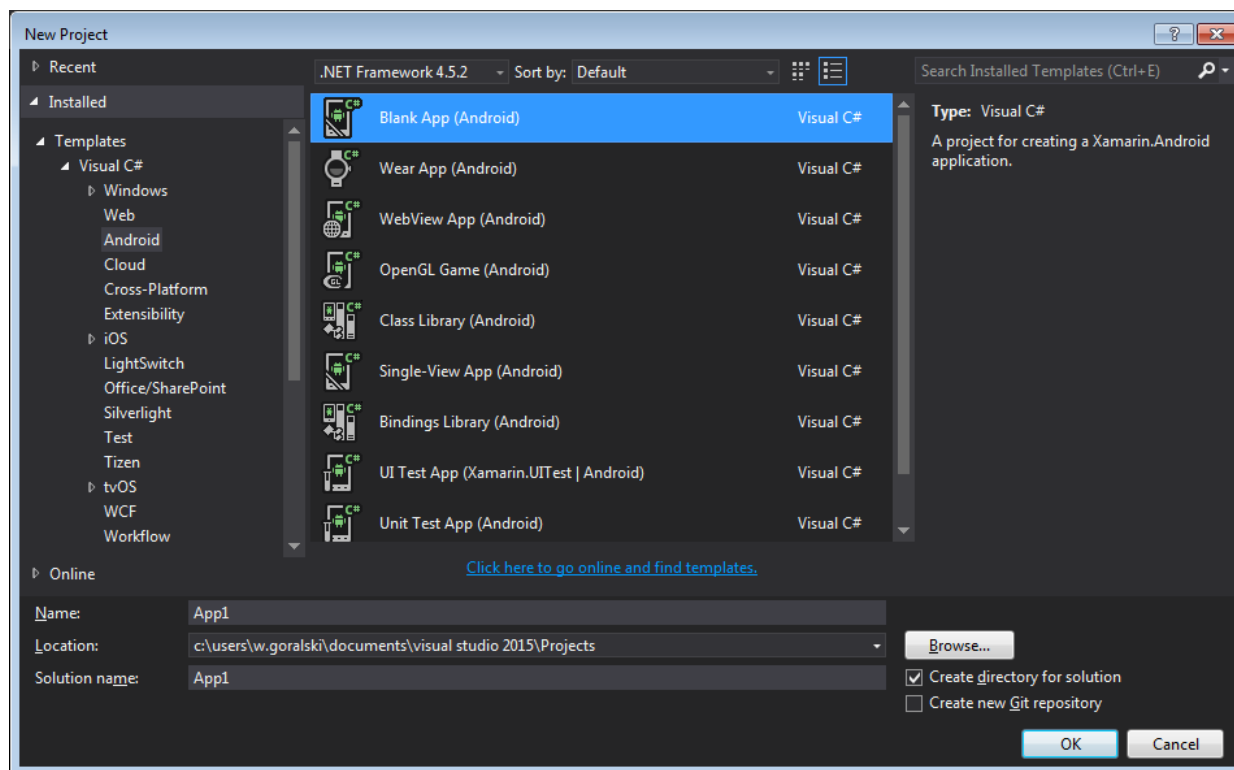 New Project
Recent
.NET Framework 4.5.2 Sort by: Default
Search Installed Templates (Ctrl+E)
Installed
Templates
Visual C#
Windows
Web
Android
Cloud
Cross-Platform
Extensibility
iOS
LightSwitch
Office/SharePoint
Silverlight
Test
Tizen
tvOS
WCF
Workflow
Online
Blank App (Android) Visual C#
Wear App (Android) Visual C#
WebView App (Android) Visual C#
OpenGL Game (Android) Visual C#
Class Library (Android) Visual C#
Single-View App (Android) Visual C#
Bindings Library (Android) Visual C#
UI Test App (Xamarin.UITest | Android) Visual C#
Unit Test App (Android) Visual C#
Click here to go online and find templates.
Type: Visual C#
A project for creating a Xamarin.Android
application.
Name: App1
Location: c:\users\w.goralski\documents\visual studio 2015\Projects
Browse...
Solution name: App1
Create directory for solution
Create new Git repository
OK Cancel